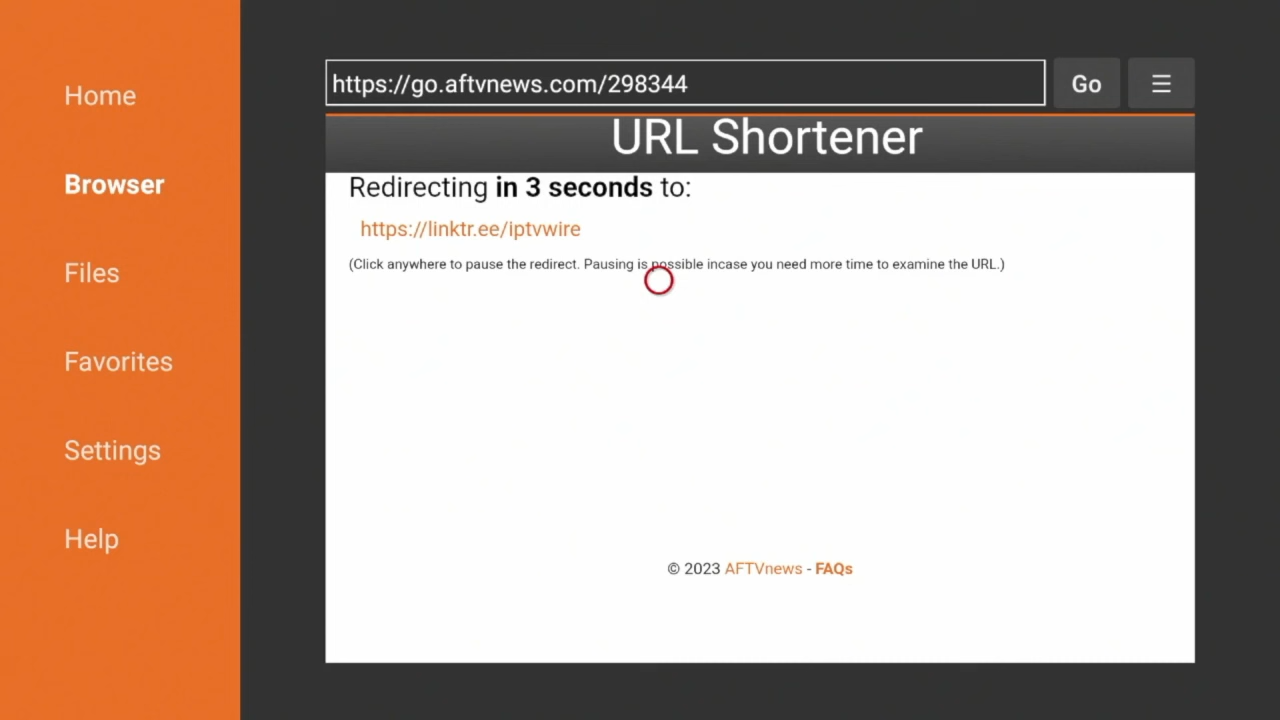 Home
Browser
Files
Favorites
Settings
Help
https://go.aftvnews.com/298344
Go
☰
URL Shortener
Redirecting in 3 seconds to:
https://linktr.ee/iptvwire
(Click anywhere to pause the redirect. Pausing is possible incase you need more time to examine the URL.)
© 2023 AFTVnews - FAQs